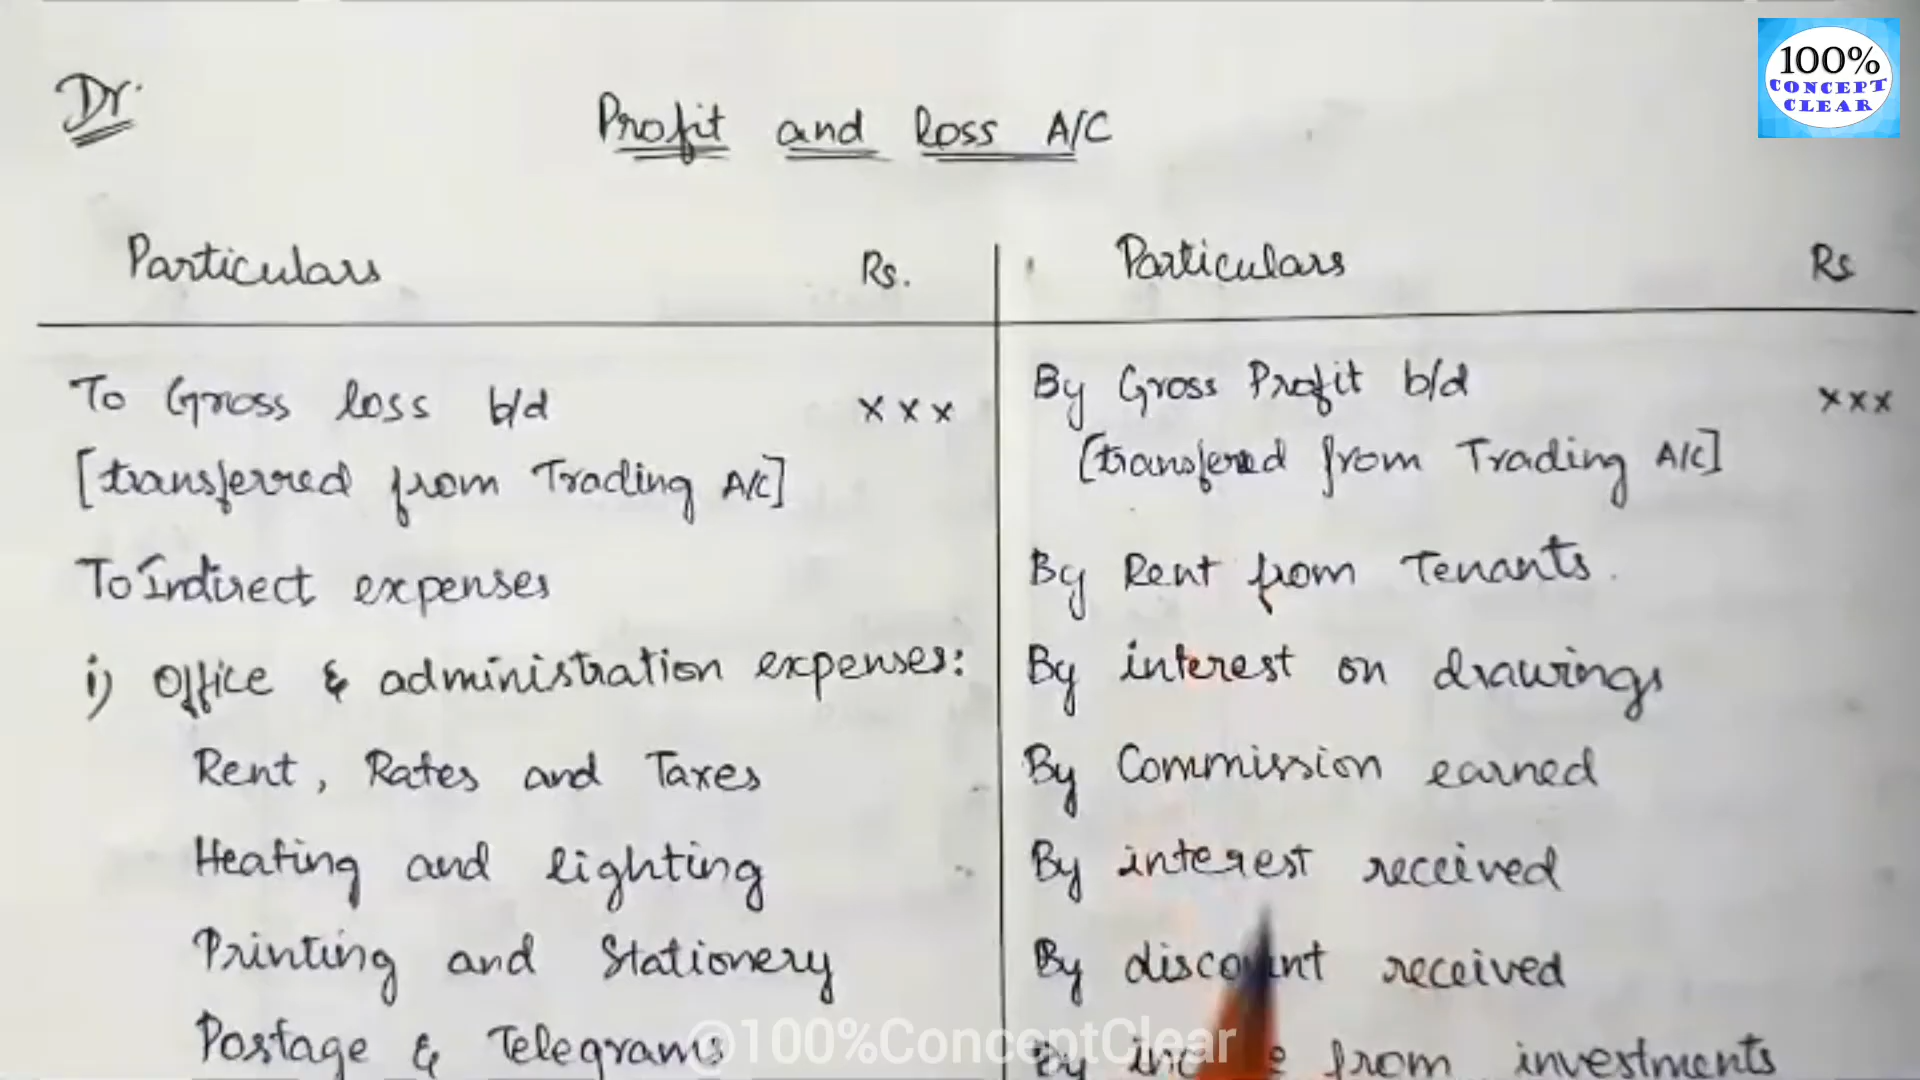 100%
CONCEPT
CLEAR
Dr.
Profit and loss A/C
Particulars Rs.
Particulars Rs
To Gross loss b/d x x x
[transferred from Trading A/C]
To Indirect expenses
i) Office & administration expenses:
Rent, Rates and Taxes
Heating and lighting
Printing and Stationery
Postage & Telegrams
By Gross Profit b/d xxx
[transferred from Trading A/C]
By Rent from Tenants.
By interest on drawings
By Commission earned
By interest received
By discount received
By income from investments
@100%ConceptClear